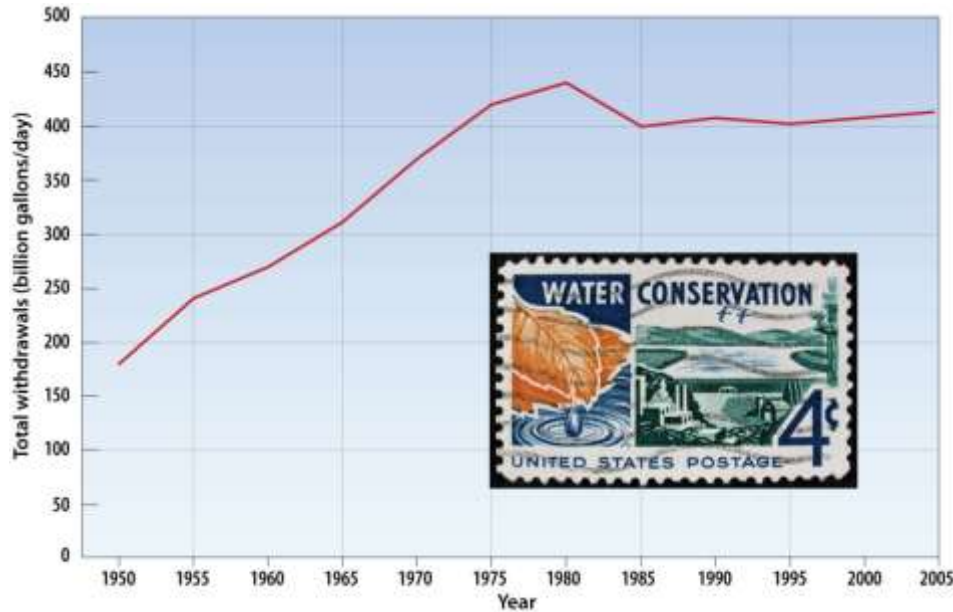 Total withdrawals (billion gallons/day)
500
450
400
350
300
250
200
150
100
50
0
1950 1955 1960 1965 1970 1975 1980 1985 1990 1995 2000 2005
Year
WATER CONSERVATION
4¢
UNITED STATES POSTAGE